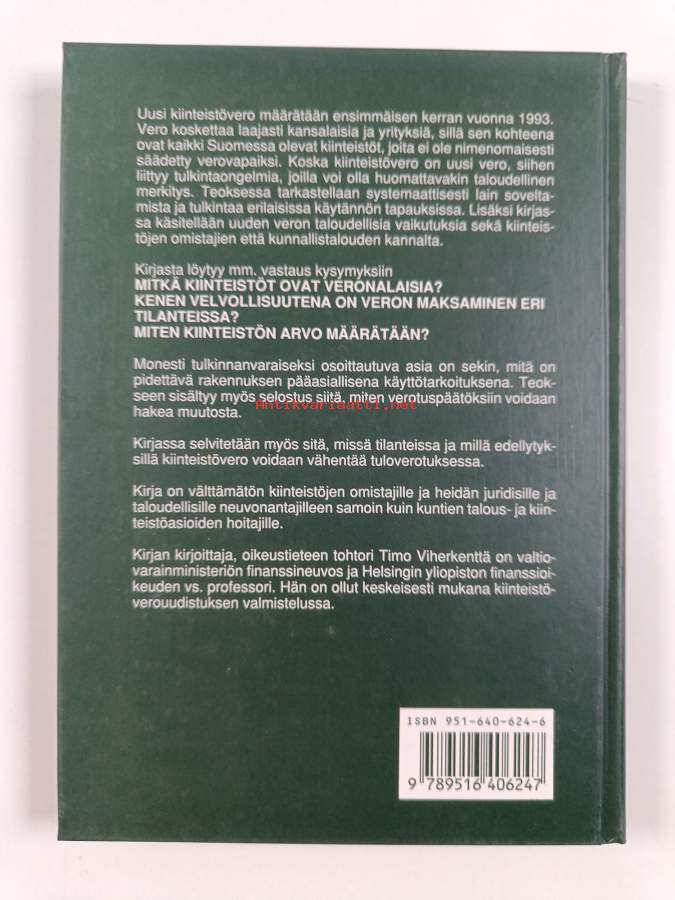 Uusi kiinteistövero määrätään ensimmäisen kerran vuonna 1993.
Vero koskettaa laajasti kansalaisia ja yrityksiä, sillä sen kohteena
ovat kaikki Suomessa olevat kiinteistöt, joita ei ole nimenomaisesti
säädetty verovapaiksi. Koska kiinteistövero on uusi vero, siihen
liittyy tulkintaongelmia, joilla voi olla huomattavakin taloudellinen
merkitys. Teoksessa tarkastellaan systemaattisesti lain sovelta-
mista ja tulkintaa erilaisissa käytännön tapauksissa. Lisäksi kirjas-
sa käsitellään uuden veron taloudellisia vaikutuksia sekä kiinteis-
töjen omistajien että kunnallistalouden kannalta.
Kirjasta löytyy mm. vastaus kysymyksiin
MITKÄ KIINTEISTÖT OVAT VERONALAISIA?
KENEN VELVOLLISUUTENA ON VERON MAKSAMINEN ERI
TILANTEISSA?
MITEN KIINTEISTÖN ARVO MÄÄRÄTÄÄN?
Monesti tulkinnanvaraiseksi osoittautuva asia on sekin, mitä on
pidettävä rakennuksen pääasiallisena käyttötarkoituksena. Teok-
seen sisältyy myös selostus siitä, miten verotuspäätöksiin voidaan
hakea muutosta.
Antikvariaatti.net
Kirjassa selvitetään myös sitä, missä tilanteissa ja millä edellytyk-
sillä kiinteistövero voidaan vähentää tuloverotuksessa.
Kirja on välttämätön kiinteistöjen omistajille ja heidän juridisille ja
taloudellisille neuvonantajilleen samoin kuin kuntien talous- ja kiin-
teistöasioiden hoitajille.
Kirjan kirjoittaja, oikeustieteen tohtori Timo Viherkenttä on valtio-
varainministeriön finanssineuvos ja Helsingin yliopiston finanssioi-
keuden vs. professori. Hän on ollut keskeisesti mukana kiinteistö-
verouudistuksen valmistelussa.
ISBN 951-640-624-6
9 789516 406247